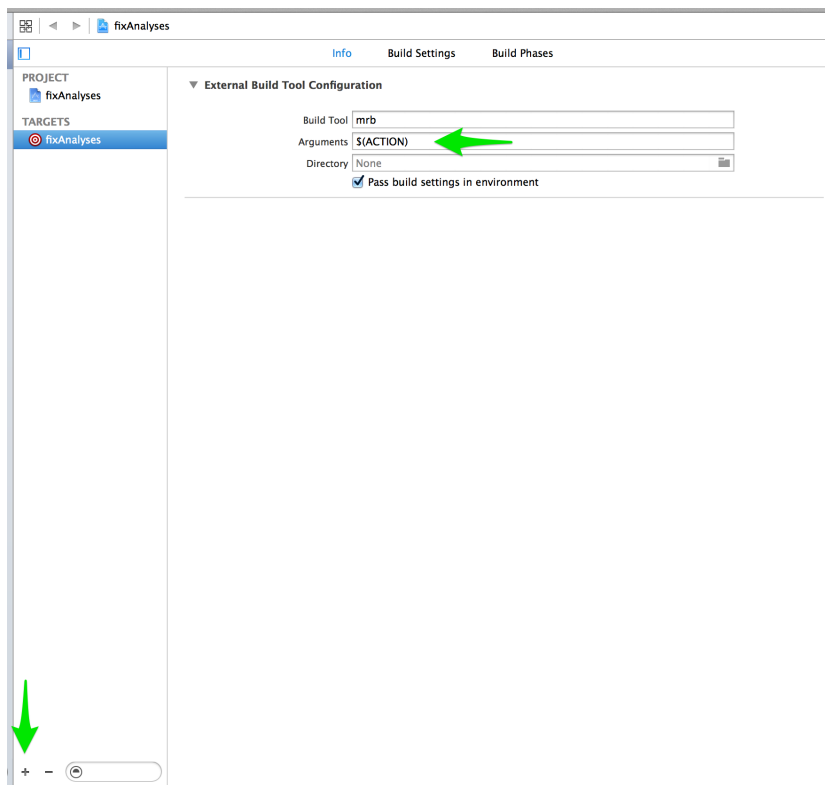 fixAnalyses
Info Build Settings Build Phases
PROJECT
fixAnalyses
TARGETS
fixAnalyses
External Build Tool Configuration
Build Tool mrb
Arguments $(ACTION)
Directory None
Pass build settings in environment